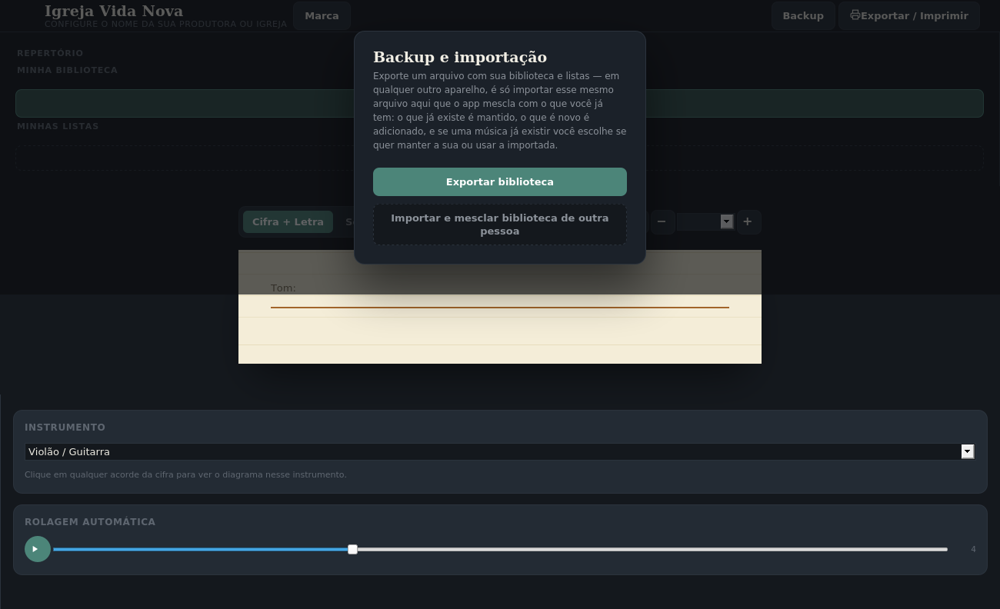 Igreja Vida Nova
CONFIGURE O NOME DA SUA PRODUTORA OU IGREJA
Marca
Backup
Exportar / Imprimir
REPERTÓRIO
MINHA BIBLIOTECA
MINHAS LISTAS
Backup e importação
Exporte um arquivo com sua biblioteca e listas — em
qualquer outro aparelho, é só importar esse mesmo
arquivo aqui que o app mescla com o que você já
tem: o que já existe é mantido, o que é novo é
adicionado, e se uma música já existir você escolhe se
quer manter a sua ou usar a importada.
Exportar biblioteca
Importar e mesclar biblioteca de outra
pessoa
Cifra + Letra
−
+
Tom:
INSTRUMENTO
Violão / Guitarra
Clique em qualquer acorde da cifra para ver o diagrama nesse instrumento.
ROLAGEM AUTOMÁTICA
4